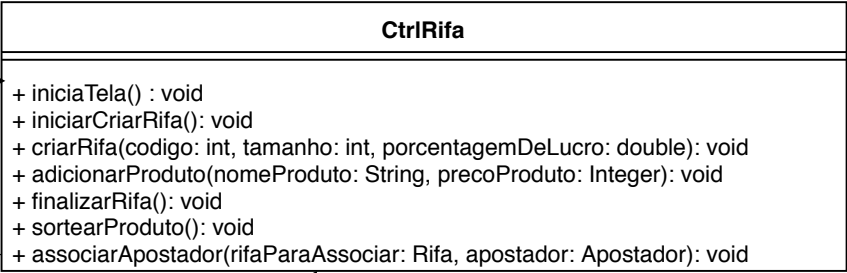 CtrlRifa
+ iniciaTela() : void
+ iniciarCriarRifa(): void
+ criarRifa(codigo: int, tamanho: int, porcentagemDeLucro: double): void
+ adicionarProduto(nomeProduto: String, precoProduto: Integer): void
+ finalizarRifa(): void
+ sortearProduto(): void
+ associarApostador(rifaParaAssociar: Rifa, apostador: Apostador): void